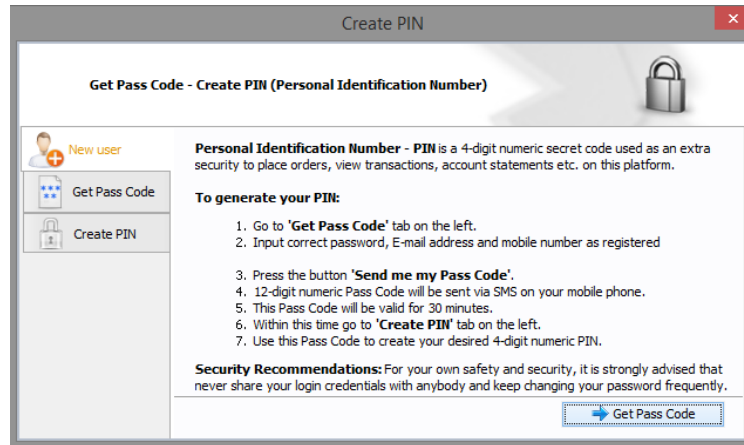 Create PIN
Get Pass Code - Create PIN (Personal Identification Number)
New user
Get Pass Code
Create PIN
Personal Identification Number - PIN is a 4-digit numeric secret code used as an extra
security to place orders, view transactions, account statements etc. on this platform.
To generate your PIN:
1. Go to 'Get Pass Code' tab on the left.
2. Input correct password, E-mail address and mobile number as registered
3. Press the button 'Send me my Pass Code'.
4. 12-digit numeric Pass Code will be sent via SMS on your mobile phone.
5. This Pass Code will be valid for 30 minutes.
6. Within this time go to 'Create PIN' tab on the left.
7. Use this Pass Code to create your desired 4-digit numeric PIN.
Security Recommendations: For your own safety and security, it is strongly advised that
never share your login credentials with anybody and keep changing your password frequently.
Get Pass Code